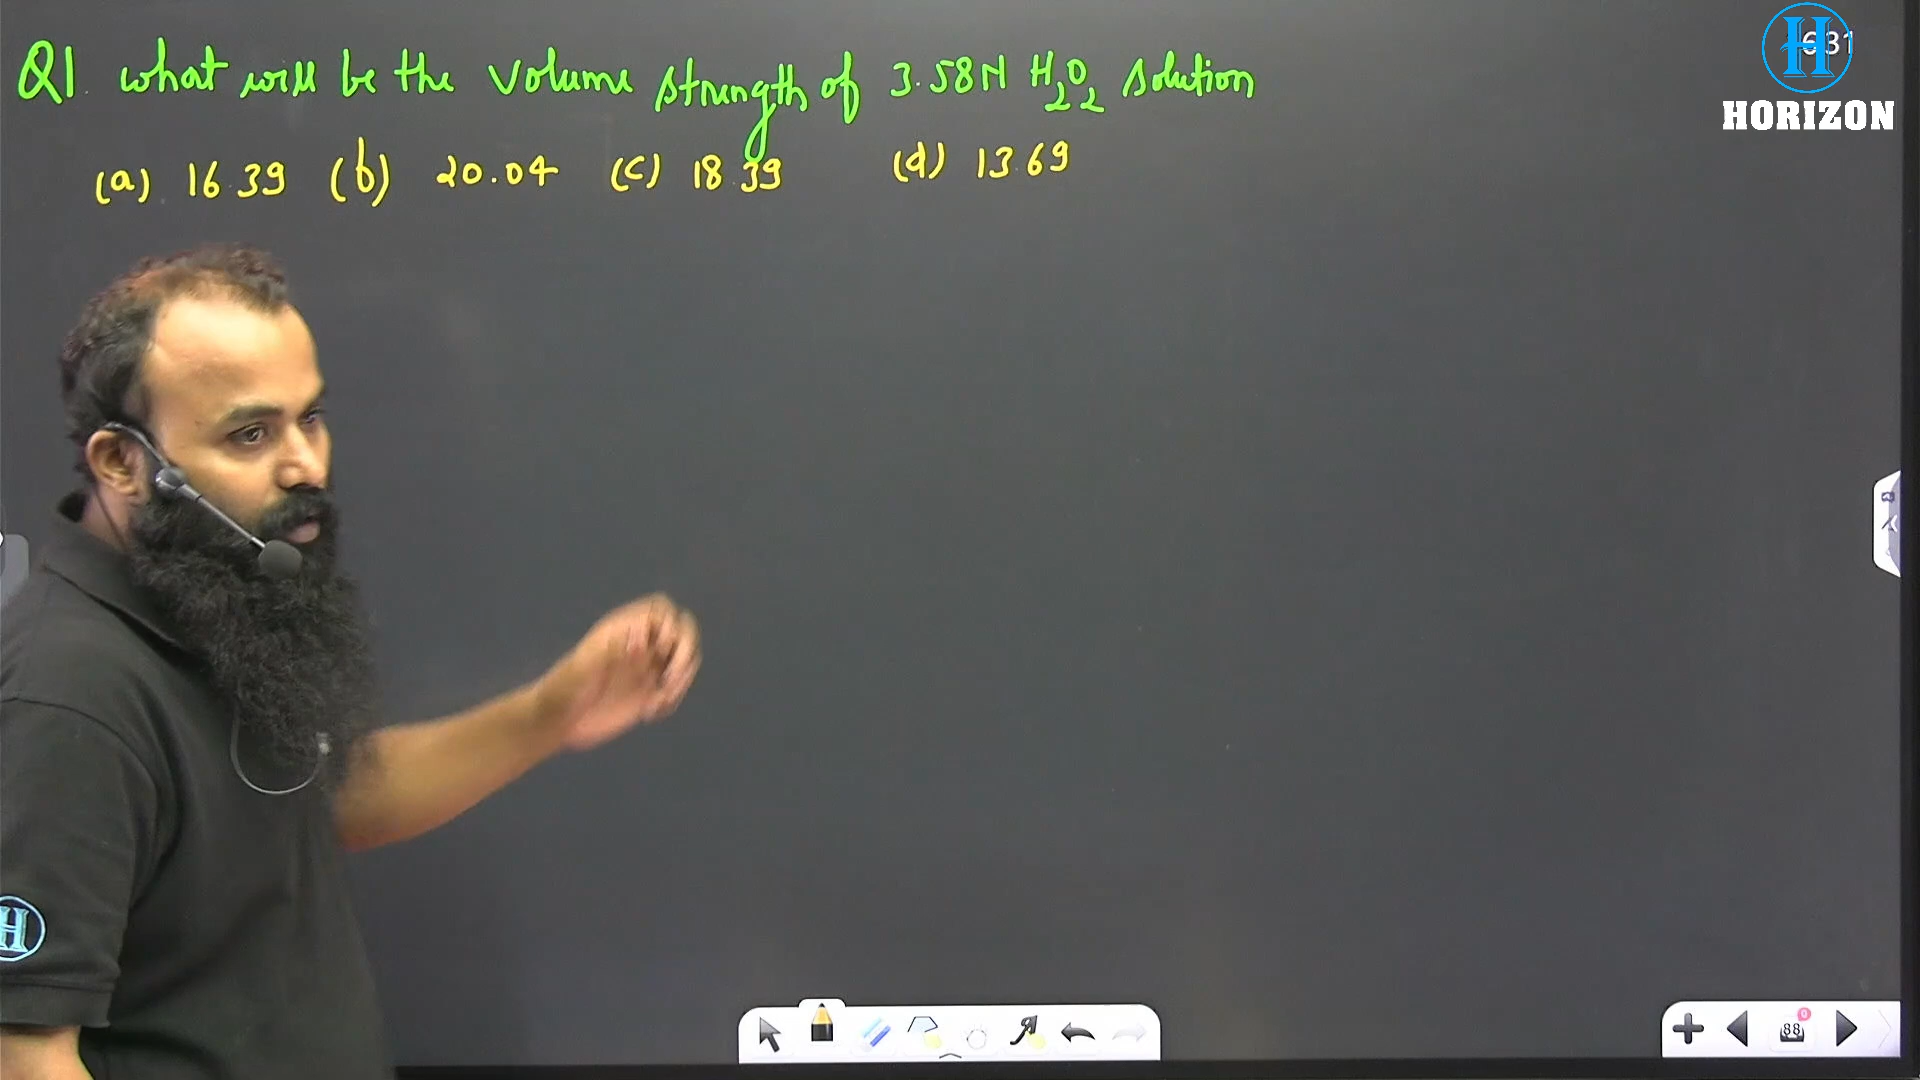 Q1. what will be the volume strength of 3.58N H2O2 solution
(a) 16.39 (b) 20.04 (c) 18.39 (d) 13.69
HORIZON
88